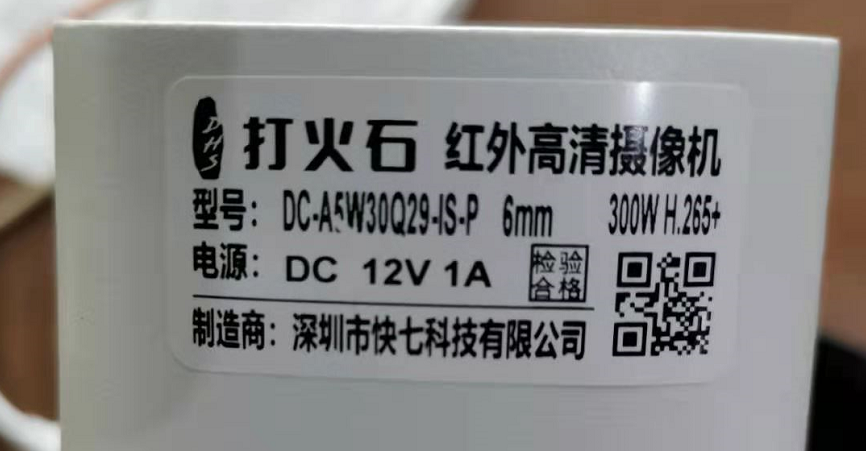 DHS 打火石 红外高清摄像机
型号: DC-A5W30Q29-IS-P 6mm 300W H.265+
电源: DC 12V 1A 检验合格
制造商: 深圳市快七科技有限公司